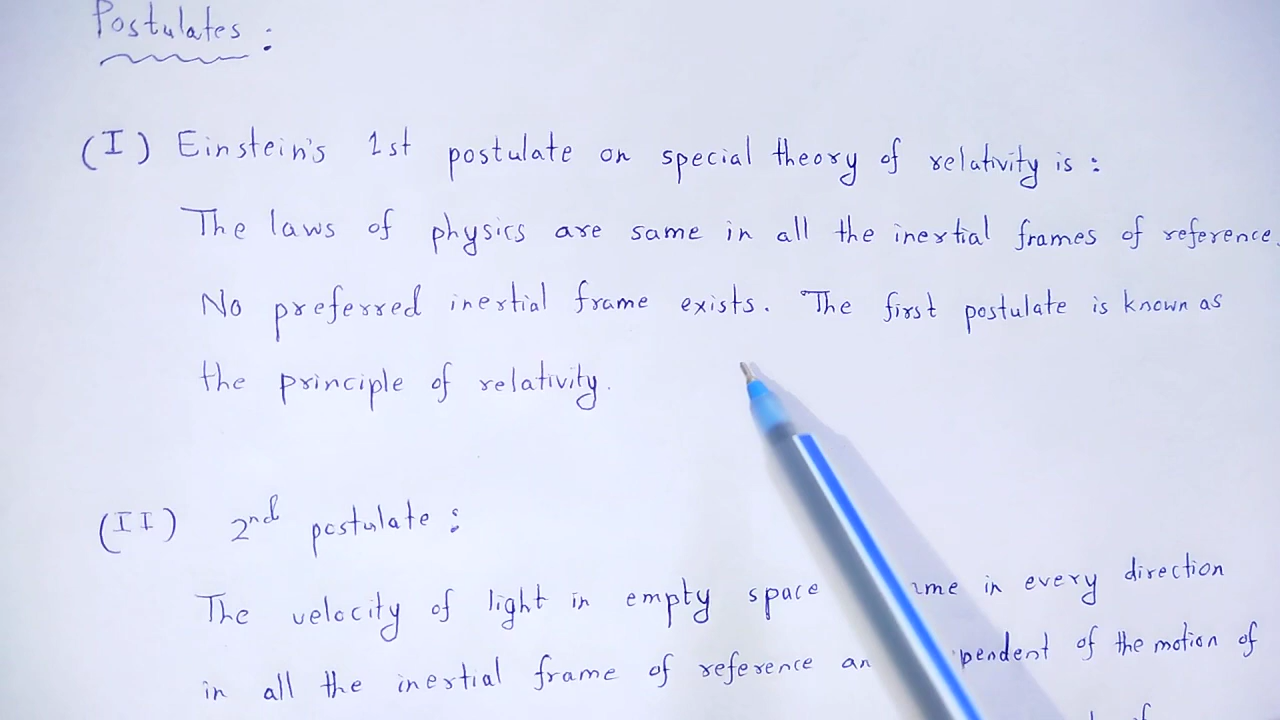 Postulates :
(I) Einstein's 1st postulate on special theory of relativity is :
The laws of physics are same in all the inertial frames of reference.
No preferred inertial frame exists. The first postulate is known as
the principle of relativity.
(II) 2nd postulate :
The velocity of light in empty space in every direction
in all the inertial frame of reference of the motion of
of